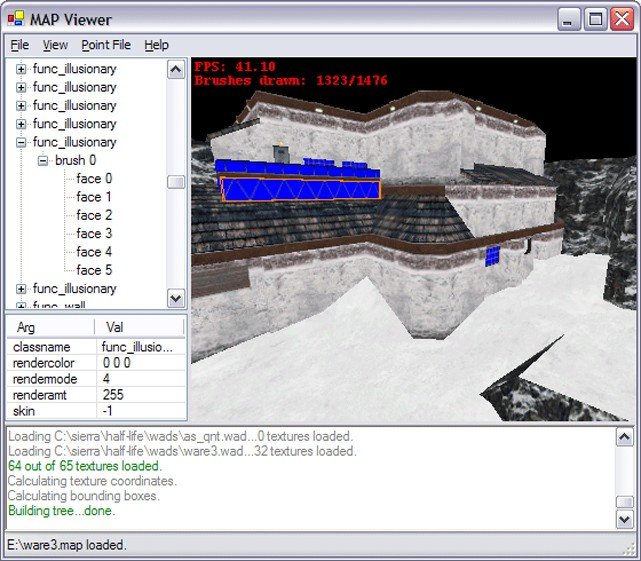 MAP Viewer
File View Point File Help
func_illusionary
func_illusionary
func_illusionary
func_illusionary
func_illusionary
brush 0
face 0
face 1
face 2
face 3
face 4
face 5
func_illusionary
func_wall
FPS: 41.10
Brushes drawn: 1323/1476
Arg Val
classname func_illusio...
rendercolor 0 0 0
rendermode 4
renderamt 255
skin -1
Loading C:\sierra\half-life\wads\as_qnt.wad...0 textures loaded.
Loading C:\sierra\half-life\wads\ware3.wad...32 textures loaded.
64 out of 65 textures loaded.
Calculating texture coordinates.
Calculating bounding boxes.
Building tree...done.
E:\ware3.map loaded.